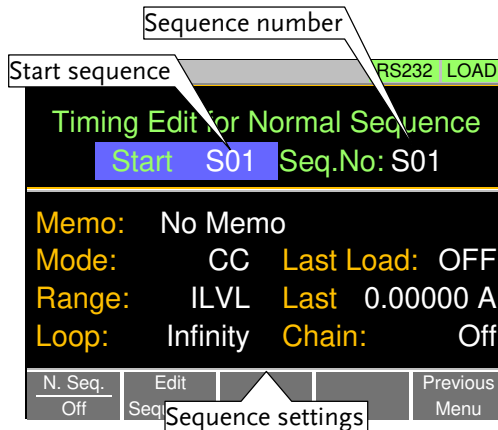 Sequence number
Start sequence
RS232 LOAD
Timing Edit for Normal Sequence
Start S01 Seq.No: S01
Memo: No Memo
Mode: CC Last Load: OFF
Range: ILVL Last 0.00000 A
Loop: Infinity Chain: Off
N. Seq. Edit Previous
Off Menu
Sequence settings